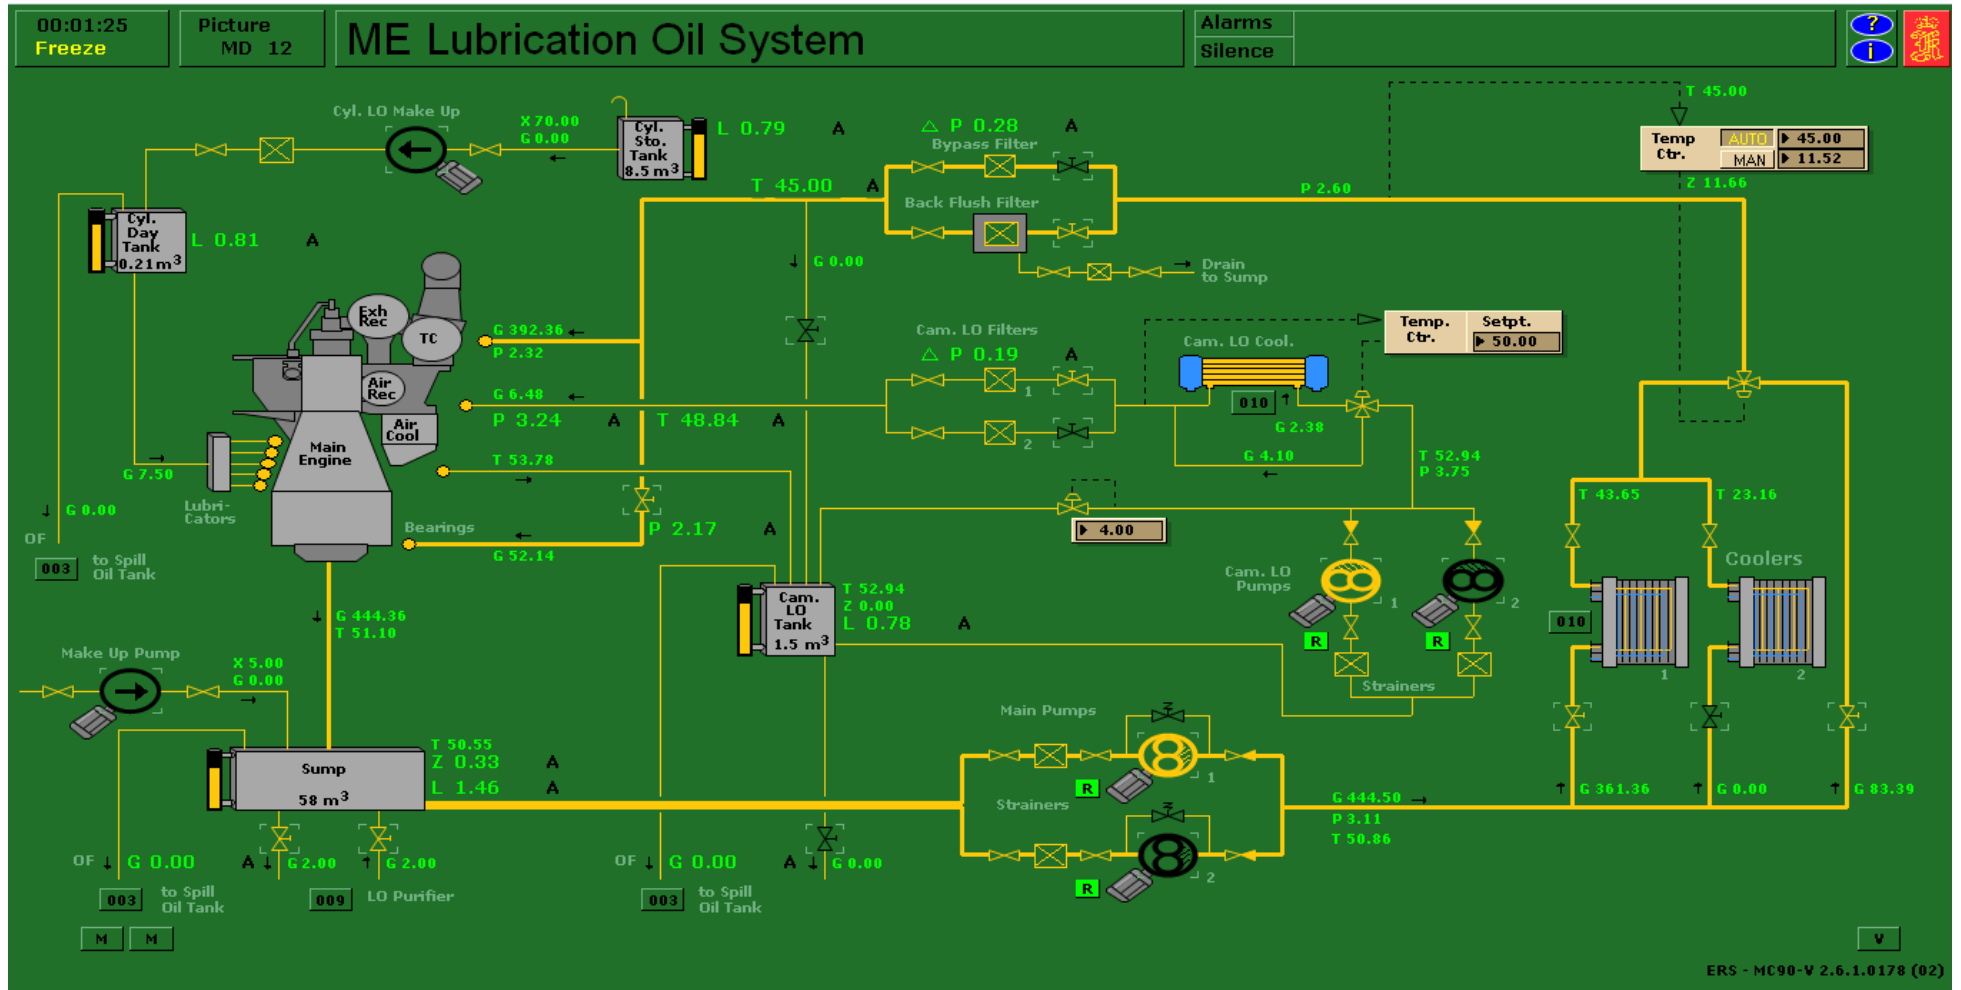 00:01:25
Freeze
Picture
MD 12
ME Lubrication Oil System
Alarms
Silence
?
i
T 45.00
Cyl. LO Make Up
X 70.00
G 0.00
Cyl.
Sto.
Tank
8.5 m3
L 0.79 A
△ P 0.28 A
Bypass Filter
Temp
Ctr.
AUTO
45.00
MAN
11.52
Z 11.66
T 45.00 A
P 2.60
Back Flush Filter
Cyl.
Day
Tank
0.21m3
L 0.81 A
G 0.00
Drain
to Sump
Exh
Rec
TC
Air
Rec
Air
Cool
Main
Engine
G 392.36
P 2.32
Cam. LO Filters
△ P 0.19 A
1
2
Cam. LO Cool.
010
Temp.
Ctr.
Setpt.
50.00
G 6.48
P 3.24 A
T 48.84 A
G 2.38
G 4.10
T 52.94
P 3.75
T 53.78
G 7.50
Lubri-
Cators
G 0.00
OF
003
to Spill
Oil Tank
Bearings
G 52.14
P 2.17 A
4.00
T 43.65
T 23.16
Coolers
010
1
2
Cam. LO
Pumps
1
2
R
R
Strainers
Cam.
LO
Tank
1.5 m3
T 52.94
Z 0.00
L 0.78 A
G 444.36
T 51.10
Make Up Pump
X 5.00
G 0.00
Sump
58 m3
T 50.55
Z 0.33 A
L 1.46 A
Main Pumps
1
R
Strainers
2
R
G 444.50
P 3.11
T 50.86
G 361.36
G 0.00
G 83.39
OF
G 0.00
A
G 2.00
G 2.00
003
to Spill
Oil Tank
009
LO Purifier
OF
G 0.00
A
G 0.00
003
to Spill
Oil Tank
M
M
V
ERS - MC90-V 2.6.1.0178 (02)